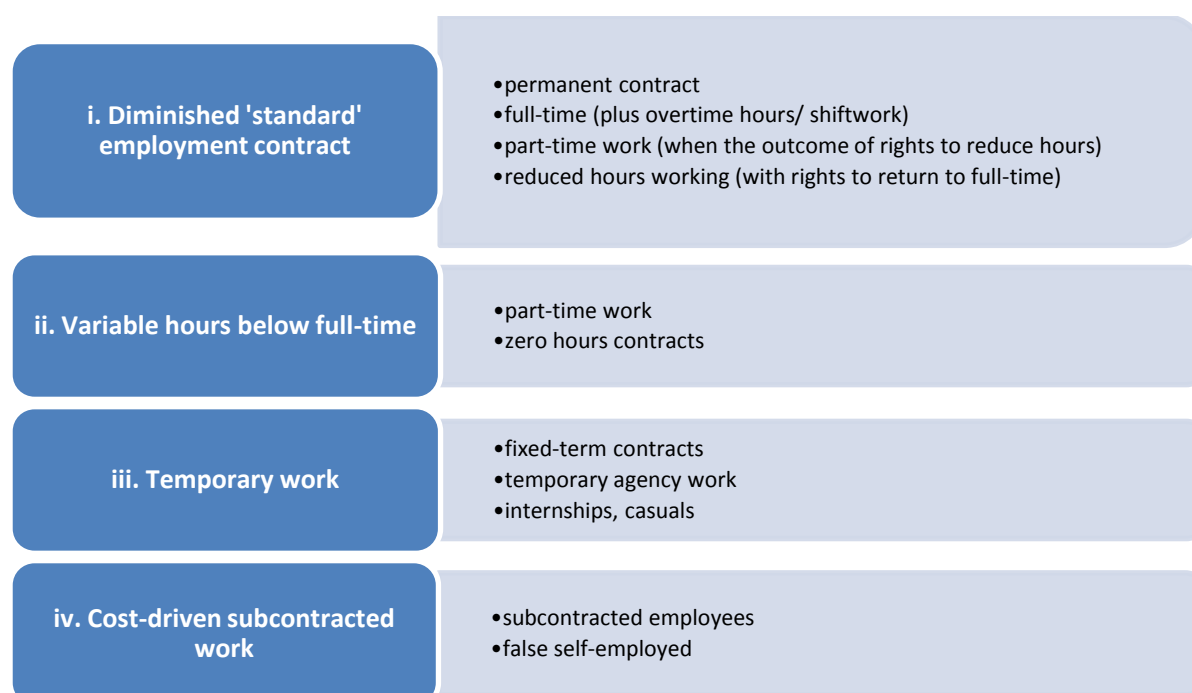 i. Diminished 'standard'
employment contract
•permanent contract
•full-time (plus overtime hours/ shiftwork)
•part-time work (when the outcome of rights to reduce hours)
•reduced hours working (with rights to return to full-time)
ii. Variable hours below full-time
•part-time work
•zero hours contracts
iii. Temporary work
•fixed-term contracts
•temporary agency work
•internships, casuals
iv. Cost-driven subcontracted
work
•subcontracted employees
•false self-employed